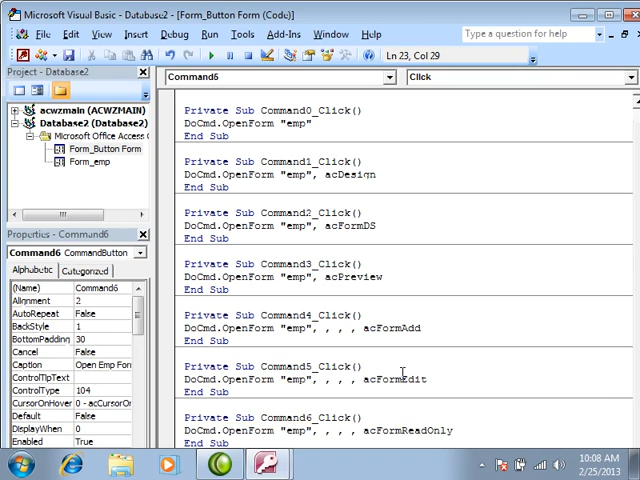 Microsoft Visual Basic - Database2 - [Form_Button Form (Code)]
File Edit View Insert Debug Run Tools Add-Ins Window Help
Type a question for help
Ln 23, Col 29
Project - Database2
Command6 Click
acwzmain (ACWZMAIN)
Database2 (Database2)
Microsoft Office Access
Form_Button Form
Form_emp
Properties - Command6
Command6 CommandButton
Alphabetic Categorized
(Name) Command6
Alignment 2
AutoRepeat False
BackStyle 1
BottomPadding 30
Cancel False
Caption Open Emp For
ControlTipText
ControlType 104
CursorOnHover 0 - acCursorOn
Default False
DisplayWhen 0
Enabled True
Private Sub Command0_Click()
DoCmd.OpenForm "emp"
End Sub
Private Sub Command1_Click()
DoCmd.OpenForm "emp", acDesign
End Sub
Private Sub Command2_Click()
DoCmd.OpenForm "emp", acFormDS
End Sub
Private Sub Command3_Click()
DoCmd.OpenForm "emp", acPreview
End Sub
Private Sub Command4_Click()
DoCmd.OpenForm "emp", , , , acFormAdd
End Sub
Private Sub Command5_Click()
DoCmd.OpenForm "emp", , , , acFormEdit
End Sub
Private Sub Command6_Click()
DoCmd.OpenForm "emp", , , , acFormReadOnly
End Sub
10:08 AM
2/25/2013